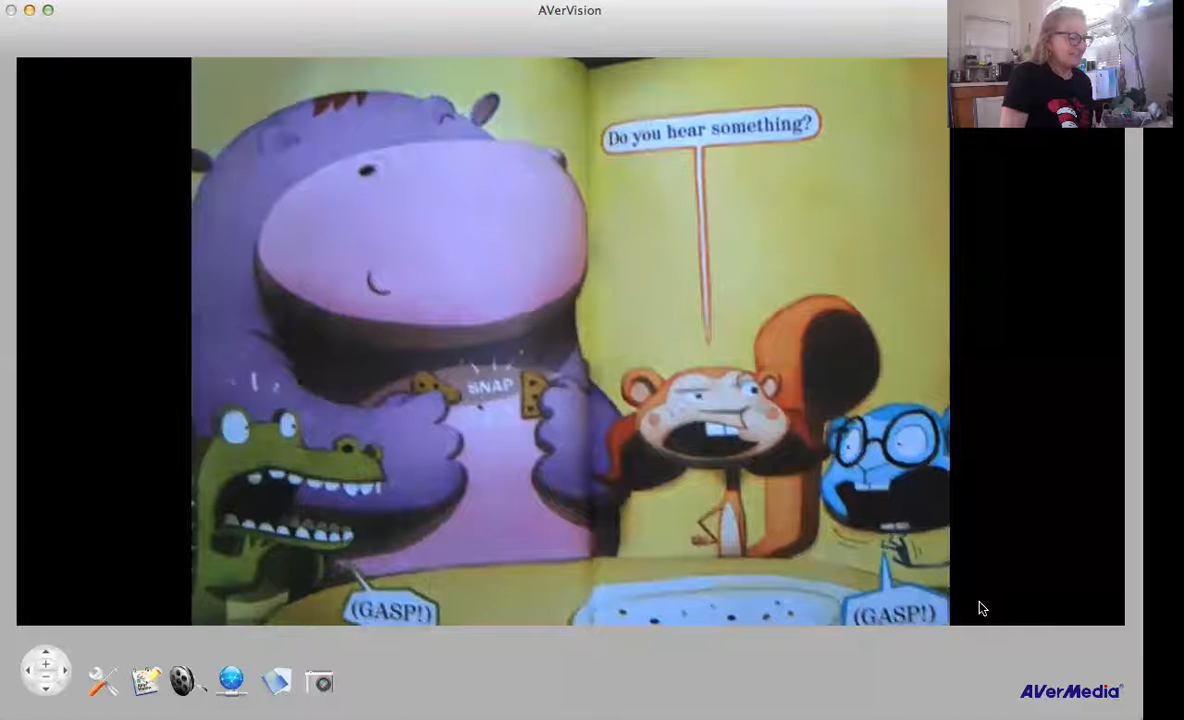 AVerVision
Do you hear something?
SNAP
(GASP!)
(GASP!)
AVerMedia®